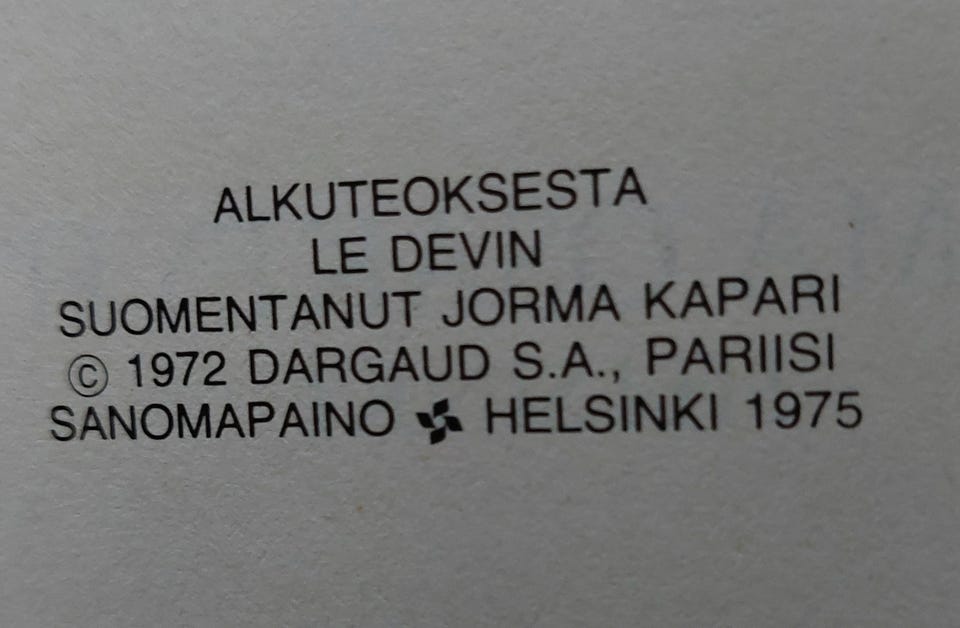 ALKUTEOKSESTA
LE DEVIN
SUOMENTANUT JORMA KAPARI
© 1972 DARGAUD S.A., PARIISI
SANOMAPAINO HELSINKI 1975